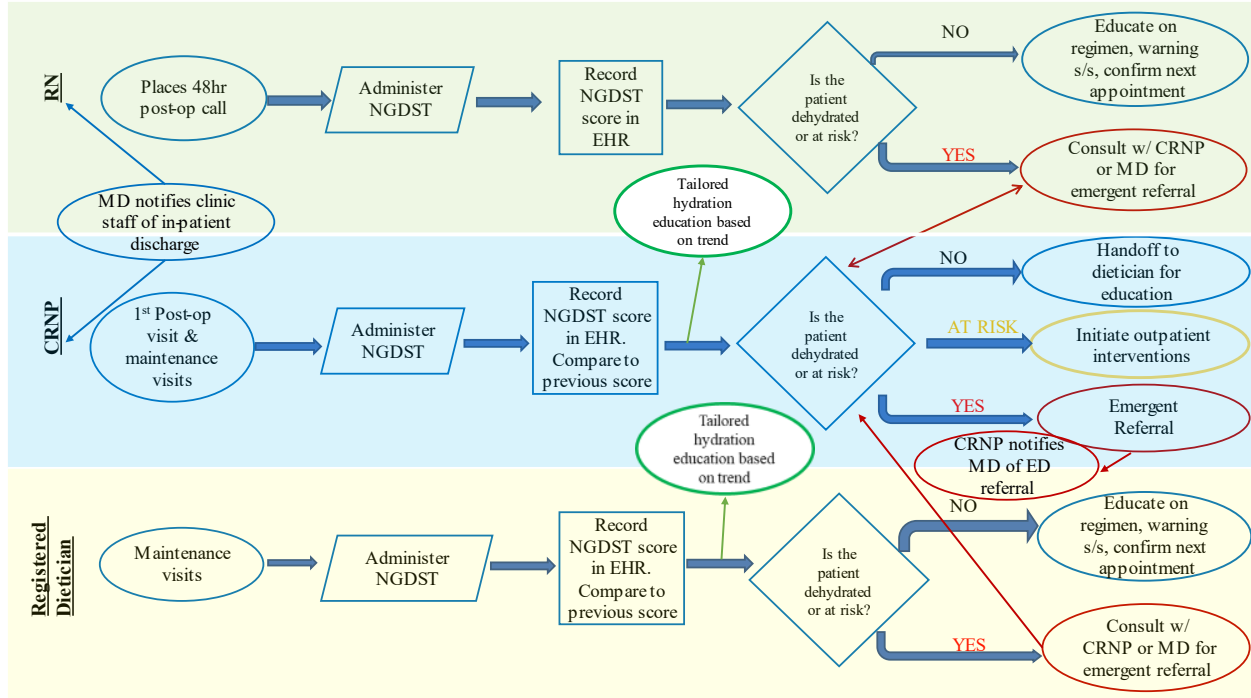 RN
Places 48hr
post-op call
Administer
NGDST
Record
NGDST
score in
EHR
Is the
patient
dehydrated
or at risk?
NO
Educate on
regimen, warning
s/s, confirm next
appointment
YES
Consult w/ CRNP
or MD for
emergent referral
MD notifies clinic
staff of in-patient
discharge
Tailored
hydration
education based
on trend
CRNP
1st Post-op
visit &
maintenance
visits
Administer
NGDST
Record
NGDST score
in EHR.
Compare to
previous score
Is the
patient
dehydrated
or at risk?
NO
Handoff to
dietician for
education
AT RISK
Initiate outpatient
interventions
YES
Emergent
Referral
CRNP notifies
MD of ED
referral
Tailored
hydration
education based
on trend
Registered
Dietician
Maintenance
visits
Administer
NGDST
Record
NGDST score
in EHR.
Compare to
previous score
Is the
patient
dehydrated
or at risk?
NO
Educate on
regimen, warning
s/s, confirm next
appointment
YES
Consult w/
CRNP or MD for
emergent referral